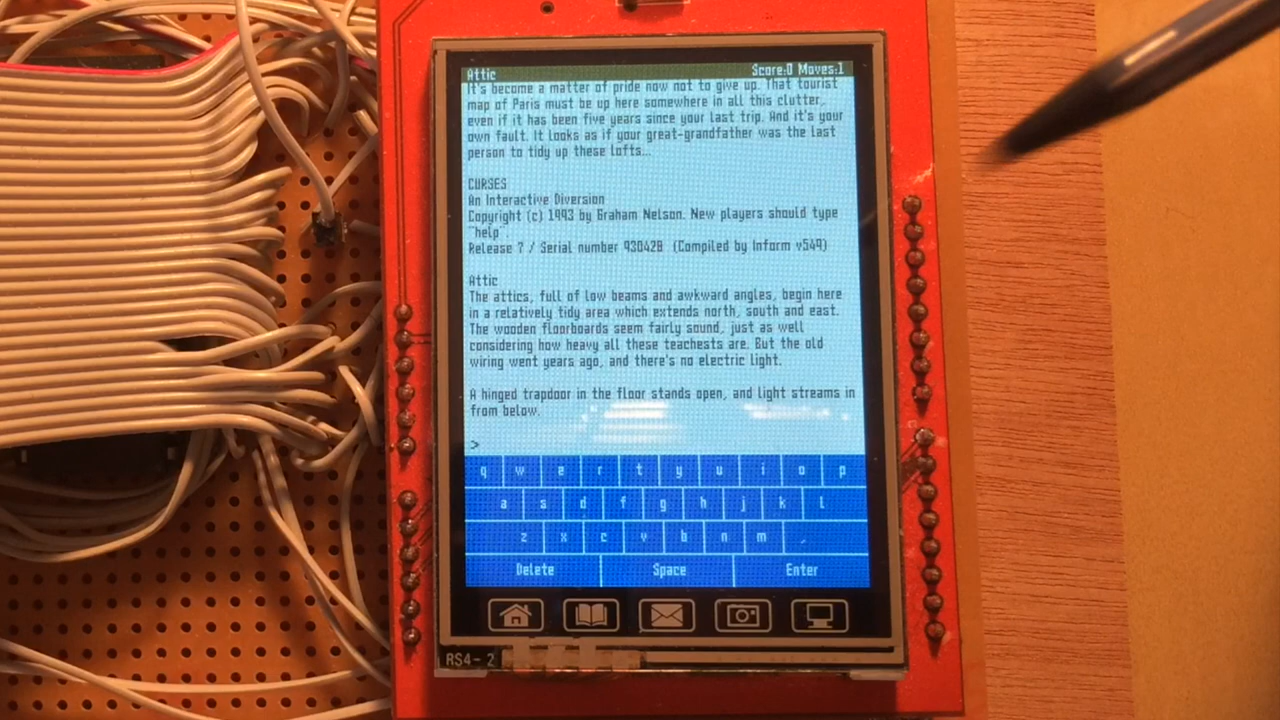 Attic Score:0 Moves:1
It's become a matter of pride now not to give up. That tourist
map of Paris must be up here somewhere in all this clutter,
even if it has been five years since your last trip. And it's your
own fault. It looks as if your great-grandfather was the last
person to tidy up these lofts...
CURSES
An Interactive Diversion
Copyright (c) 1993 by Graham Nelson. New players should type
"help".
Release 7 / Serial number 930428 (Compiled by Inform v549)
Attic
The attics, full of low beams and awkward angles, begin here
in a relatively tidy area which extends north, south and east.
The wooden floorboards seem fairly sound, just as well
considering how heavy all these teachests are. But the old
wiring went years ago, and there's no electric light.
A hinged trapdoor in the floor stands open, and light streams in
from below.
>
q w e r t y u i o p
a s d f g h j k l
z x c v b n m
Delete Space Enter
RS4-2